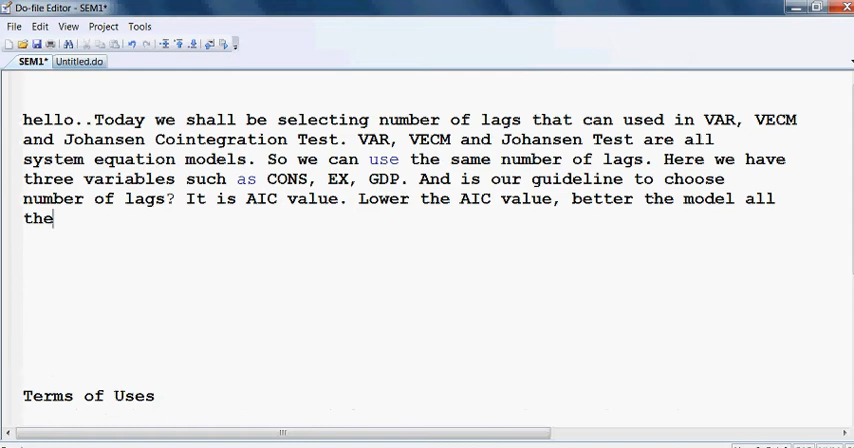 Do-file Editor - SEM1*
File Edit View Project Tools
SEM1* Untitled.do
hello..Today we shall be selecting number of lags that can used in VAR, VECM
and Johansen Cointegration Test. VAR, VECM and Johansen Test are all
system equation models. So we can use the same number of lags. Here we have
three variables such as CONS, EX, GDP. And is our guideline to choose
number of lags? It is AIC value. Lower the AIC value, better the model all
the
Terms of Uses